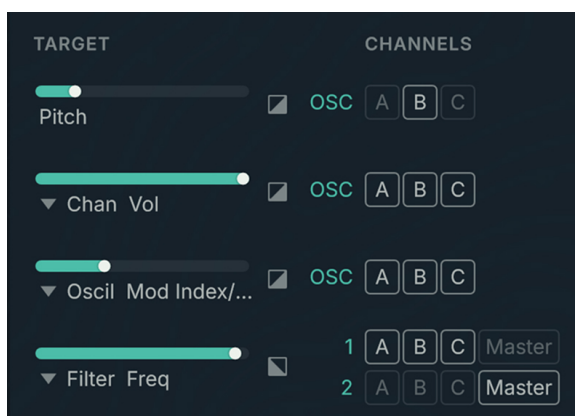 TARGET CHANNELS
OSC A B C
Pitch
OSC A B C
Chan Vol
OSC A B C
Oscil Mod Index/...
1 A B C Master
Filter Freq
2 A B C Master